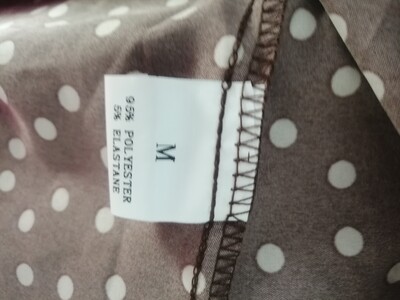 M
95% POLYESTER
5% ELASTANE